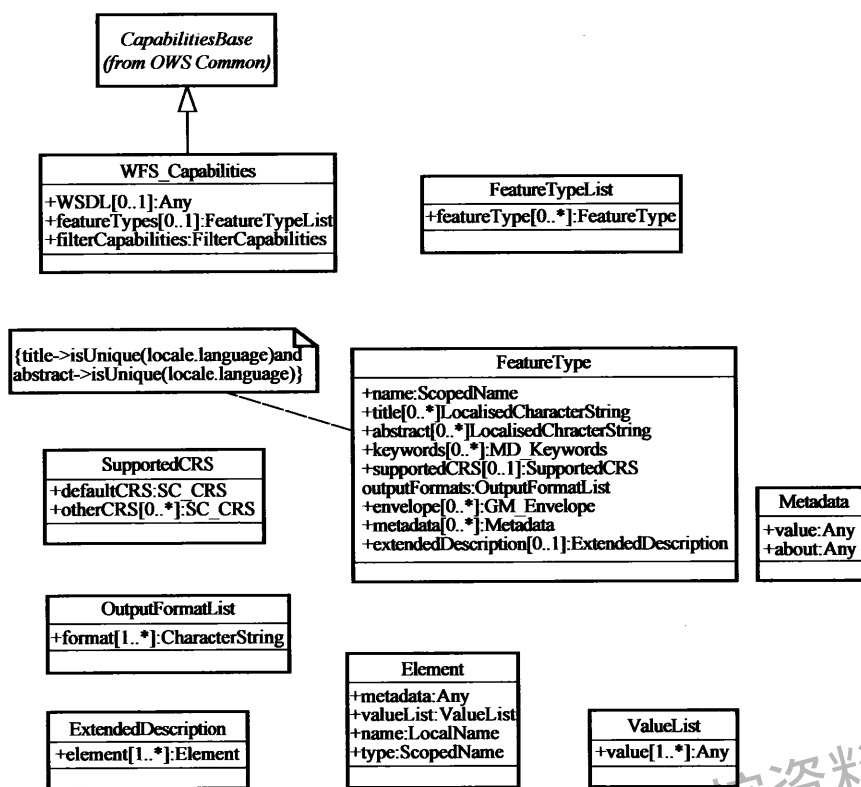 CapabilitiesBase
(from OWS Common)
WFS_Capabilities
+WSDL[0..1]:Any
+featureTypes[0..1]:FeatureTypeList
+filterCapabilities:FilterCapabilities
FeatureTypeList
+featureType[0..*]:FeatureType
{title->isUnique(locale.language)and
abstract->isUnique(locale.language)}
FeatureType
+name:ScopedName
+title[0..*]LocalisedCharacterString
+abstract[0..*]LocalisedChracterString
+keywords[0..*]:MD_Keywords
+supportedCRS[0..1]:SupportedCRS
outputFormats:OutputFormatList
+envelope[0..*]:GM_Envelope
+metadata[0..*]:Metadata
+extendedDescription[0..1]:ExtendedDescription
SupportedCRS
+defaultCRS:SC_CRS
+otherCRS[0..*]:SC_CRS
Metadata
+value:Any
+about:Any
OutputFormatList
+format[1..*]:CharacterString
Element
+metadata:Any
+valueList:ValueList
+name:LocalName
+type:ScopedName
ExtendedDescription
+element[1..*]:Element
ValueList
+value[1..*]:Any
资料